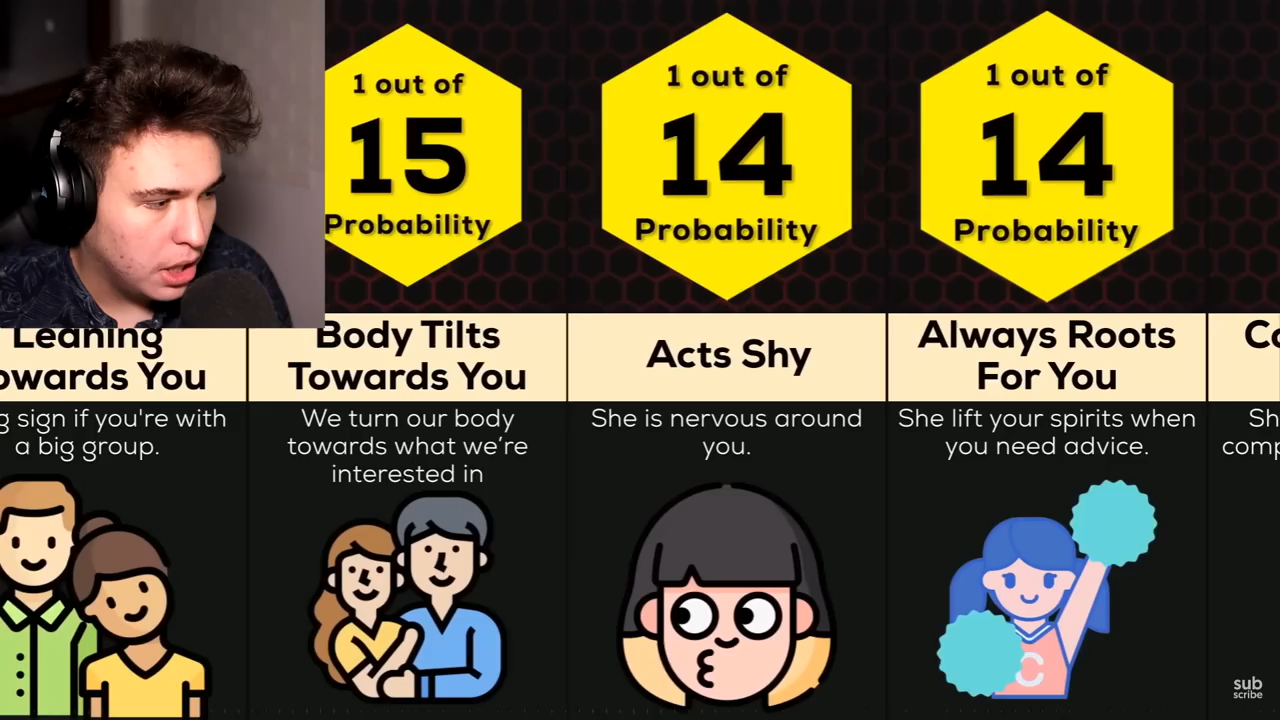 1 out of
15
Probability
1 out of
14
Probability
1 out of
14
Probability
Leaning
Towards You
sign if you're with
a big group.
Body Tilts
Towards You
We turn our body
towards what we're
interested in
Acts Shy
She is nervous around
you.
Always Roots
For You
She lift your spirits when
you need advice.
C
sub
scribe